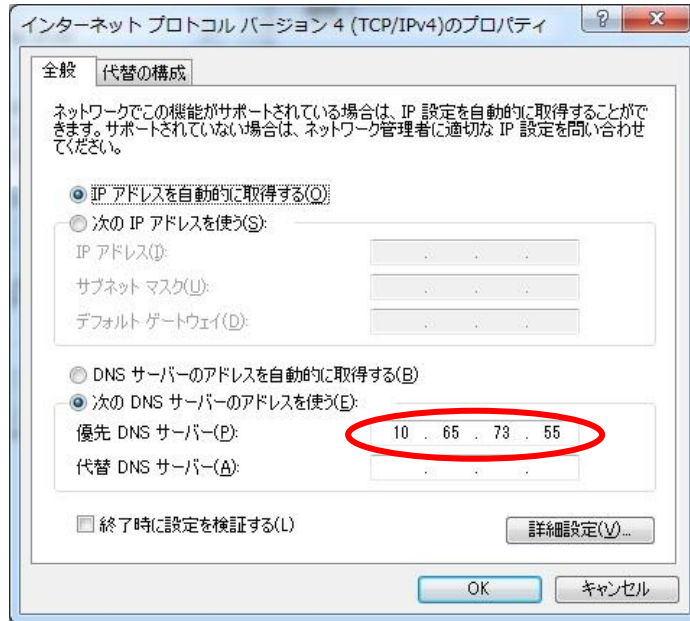 インターネット プロトコル バージョン 4 (TCP/IPv4)のプロパティ
全般
代替の構成
ネットワークでこの機能がサポートされている場合は、IP 設定を自動的に取得することがで
きます。サポートされていない場合は、ネットワーク管理者に適切な IP 設定を問い合わせ
てください。
IP アドレスを自動的に取得する(O)
次の IP アドレスを使う(S):
IP アドレス(I):
サブネット マスク(U):
デフォルト ゲートウェイ(D):
DNS サーバーのアドレスを自動的に取得する(B)
次の DNS サーバーのアドレスを使う(E):
優先 DNS サーバー(P): 10 . 65 . 73 . 55
代替 DNS サーバー(A):
終了時に設定を検証する(L)
詳細設定(V)...
OK キャンセル